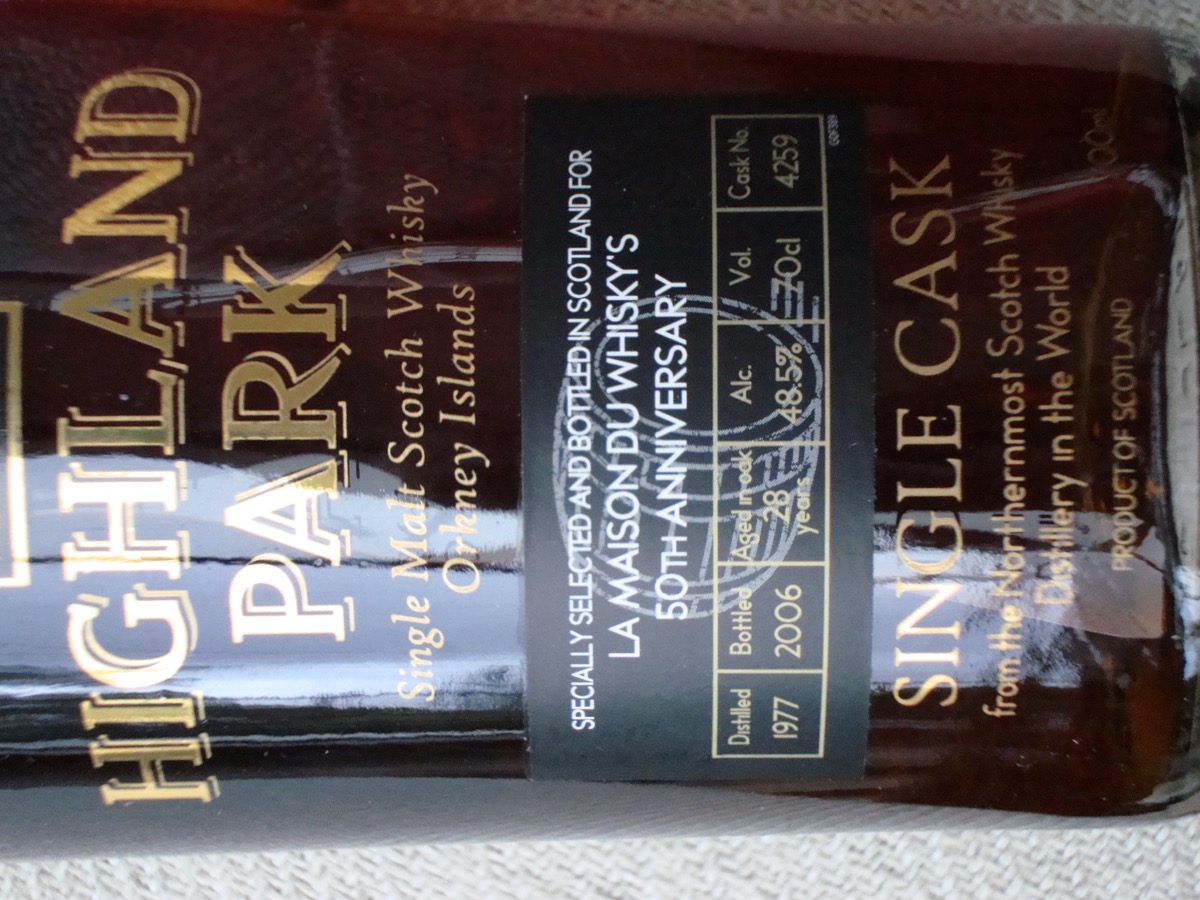 HIGHLAND
PARK
Single Malt Scotch Whisky
Orkney Islands
SPECIALLY SELECTED AND BOTTLED IN SCOTLAND FOR
LA MAISON DU WHISKY'S
50TH ANNIVERSARY
Distilled Bottled Aged in oak Alc. Vol. Cask No.
1977 2006 28 years 48.5% 70cl 4259
GDF389
SINGLE CASK
from the Northernmost Scotch Whisky
Distillery in the World
PRODUCT OF SCOTLAND